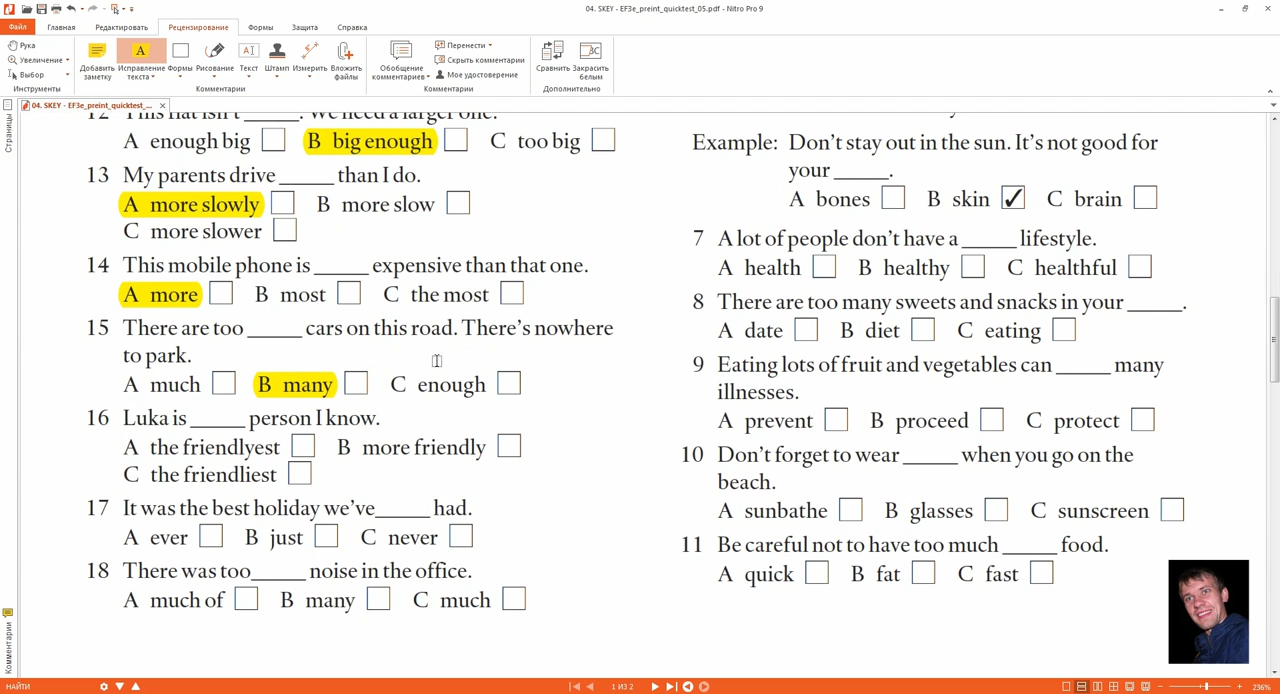 04. SKEY - EF3e_preint_quicktest_05.pdf - Nitro Pro 9
Файл Главная Редактировать Рецензирование Формы Защита Справка
Рука
Увеличение
Выбор
Инструменты
Добавить заметку
Исправление текста
Формы
Рисование
Текст
Штамп
Измерить
Вложить файлы
Комментарии
Обобщение комментариев
Перенести
Скрыть комментарии
Мое удостоверение
Комментарии
Сравнить
Закрасить белым
Дополнительно
04. SKEY - EF3e_preint_quicktest_...
Страницы
12 This hat isn't _____. We need a larger one.
A enough big B big enough C too big
13 My parents drive _____ than I do.
A more slowly B more slow
C more slower
14 This mobile phone is _____ expensive than that one.
A more B most C the most
15 There are too _____ cars on this road. There's nowhere
to park.
A much B many C enough
16 Luka is _____ person I know.
A the friendlyest B more friendly
C the friendliest
17 It was the best holiday we've_____ had.
A ever B just C never
18 There was too_____ noise in the office.
A much of B many C much
Example: Don't stay out in the sun. It's not good for
your _____.
A bones B skin ✓ C brain
7 A lot of people don't have a _____ lifestyle.
A health B healthy C healthful
8 There are too many sweets and snacks in your _____.
A date B diet C eating
9 Eating lots of fruit and vegetables can _____ many
illnesses.
A prevent B proceed C protect
10 Don't forget to wear _____ when you go on the
beach.
A sunbathe B glasses C sunscreen
11 Be careful not to have too much _____ food.
A quick B fat C fast
Комментарии
НАЙТИ
1 ИЗ 2
236%